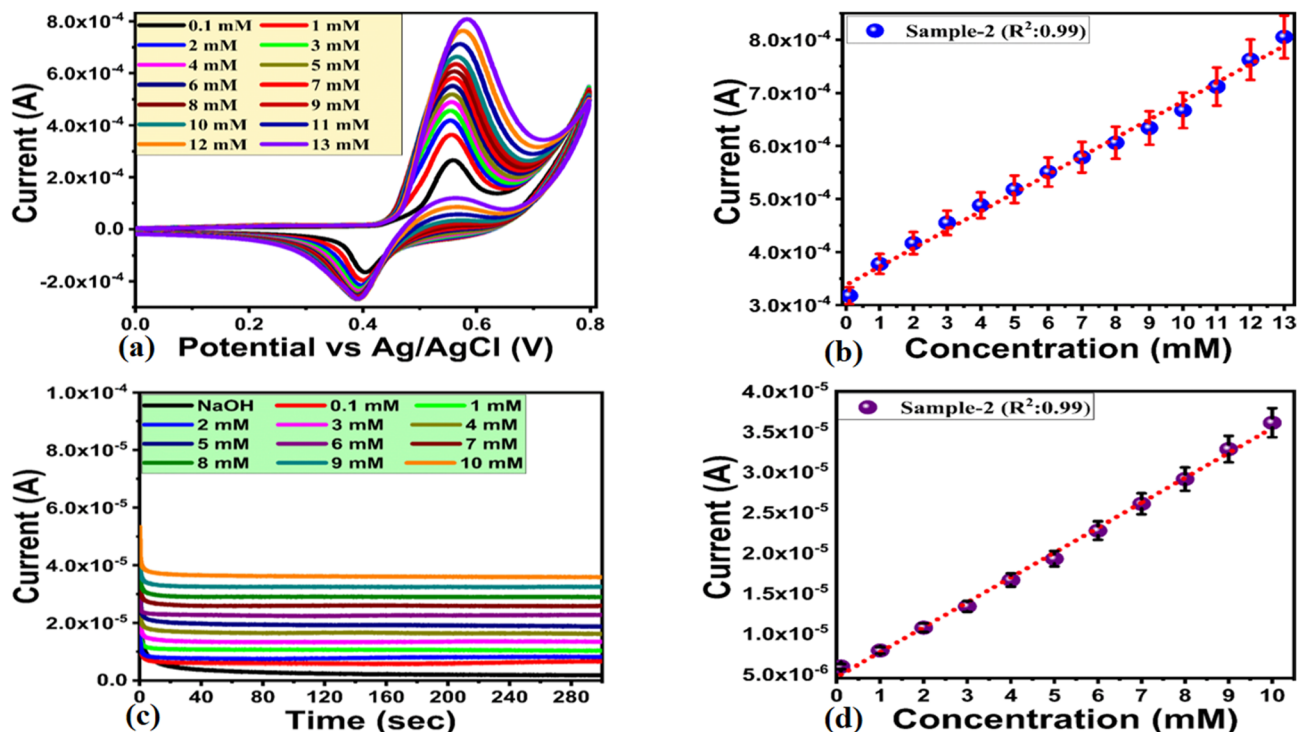 8.0x10⁻⁴
6.0x10⁻⁴
4.0x10⁻⁴
2.0x10⁻⁴
0.0
-2.0x10⁻⁴
Current (A)
0.1 mM 1 mM
2 mM 3 mM
4 mM 5 mM
6 mM 7 mM
8 mM 9 mM
10 mM 11 mM
12 mM 13 mM
0.0 0.2 0.4 0.6 0.8
(a) Potential vs Ag/AgCl (V)
8.0x10⁻⁴
7.0x10⁻⁴
6.0x10⁻⁴
5.0x10⁻⁴
4.0x10⁻⁴
3.0x10⁻⁴
Current (A)
Sample-2 (R²:0.99)
0 1 2 3 4 5 6 7 8 9 10 11 12 13
(b) Concentration (mM)
1.0x10⁻⁴
8.0x10⁻⁵
6.0x10⁻⁵
4.0x10⁻⁵
2.0x10⁻⁵
0.0
Current (A)
NaOH 0.1 mM 1 mM
2 mM 3 mM 4 mM
5 mM 6 mM 7 mM
8 mM 9 mM 10 mM
0 40 80 120 160 200 240 280
(c) Time (sec)
4.0x10⁻⁵
3.5x10⁻⁵
3.0x10⁻⁵
2.5x10⁻⁵
2.0x10⁻⁵
1.5x10⁻⁵
1.0x10⁻⁵
5.0x10⁻⁶
Current (A)
Sample-2 (R²:0.99)
0 1 2 3 4 5 6 7 8 9 10
(d) Concentration (mM)